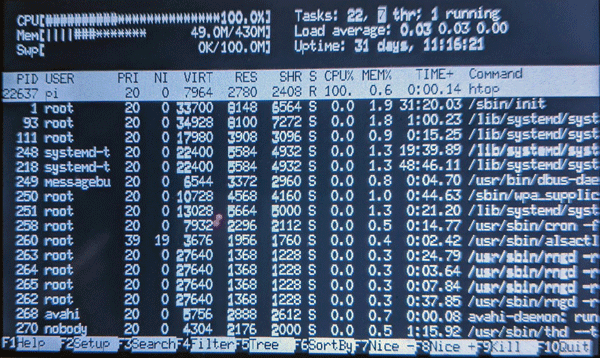 CPU[||||||||||||||||||||||||||||100.0%] Tasks: 22, 7 thr; 1 running
Mem[|||||||||||||||||||49.0M/430M] Load average: 0.03 0.03 0.00
Swp[ 0K/100.0M] Uptime: 31 days, 11:16:21
PID USER PRI NI VIRT RES SHR S CPU% MEM% TIME+ Command
22637 pi 20 0 7964 2780 2408 R 100. 0.6 0:00.14 htop
1 root 20 0 33700 8148 6564 S 0.0 1.9 31:20.03 /sbin/init
93 root 20 0 34928 8100 7272 S 0.0 1.8 1:00.23 /lib/systemd/syst
111 root 20 0 17980 3908 3096 S 0.0 0.9 0:15.25 /lib/systemd/syst
248 systemd-t 20 0 22400 5584 4932 S 0.0 1.3 19:39.89 /lib/systemd/syst
218 systemd-t 20 0 22400 5584 4932 S 0.0 1.3 48:46.11 /lib/systemd/syst
249 messagebu 20 0 6544 3372 2960 S 0.0 0.8 0:04.70 /usr/bin/dbus-dae
250 root 20 0 10728 4568 4160 S 0.0 1.0 0:44.63 /sbin/wpa_supplic
251 root 20 0 13028 5664 5000 S 0.0 1.3 0:21.20 /lib/systemd/syst
258 root 20 0 7932 2296 2112 S 0.0 0.5 0:14.77 /usr/sbin/cron -f
260 root 39 19 3676 1956 1760 S 0.0 0.4 0:02.42 /usr/sbin/alsactl
263 root 20 0 27640 1368 1228 S 0.0 0.3 0:24.79 /usr/sbin/rngd -r
264 root 20 0 27640 1368 1228 S 0.0 0.3 0:03.64 /usr/sbin/rngd -r
265 root 20 0 27640 1368 1228 S 0.0 0.3 0:07.84 /usr/sbin/rngd -r
262 root 20 0 27640 1368 1228 S 0.0 0.3 0:37.85 /usr/sbin/rngd -r
268 avahi 20 0 5756 2888 2612 S 0.0 0.7 0:00.08 avahi-daemon: run
270 nobody 20 0 4304 2176 2000 S 0.0 0.5 1:15.92 /usr/sbin/thd --t
F1Help F2Setup F3SearchF4FilterF5Tree F6SortByF7Nice -F8Nice +F9Kill F10Quit